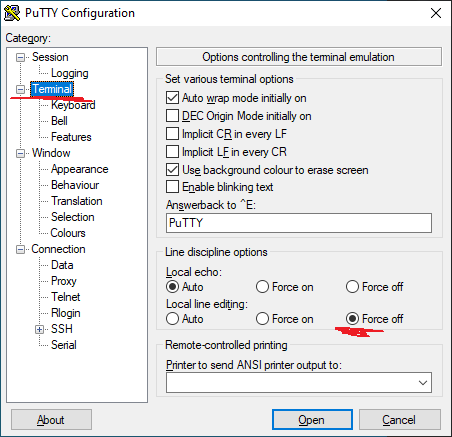 PuTTY Configuration
Category:
Session
Logging
Terminal
Keyboard
Bell
Features
Window
Appearance
Behaviour
Translation
Selection
Colours
Connection
Data
Proxy
Telnet
Rlogin
SSH
Serial
Options controlling the terminal emulation
Set various terminal options
Auto wrap mode initially on
DEC Origin Mode initially on
Implicit CR in every LF
Implicit LF in every CR
Use background colour to erase screen
Enable blinking text
Answerback to ^E:
PuTTY
Line discipline options
Local echo:
Auto Force on Force off
Local line editing:
Auto Force on Force off
Remote-controlled printing
Printer to send ANSI printer output to:
About Open Cancel